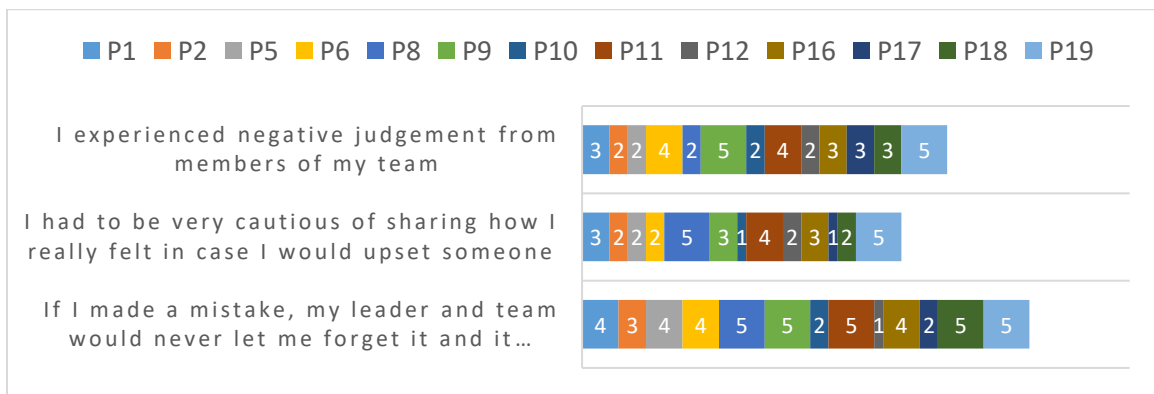 P1 P2 P5 P6 P8 P9 P10 P11 P12 P16 P17 P18 P19
I experienced negative judgement from
members of my team
3 2 2 4 2 5 2 4 2 3 3 3 5
I had to be very cautious of sharing how I
really felt in case I would upset someone
3 2 2 2 5 3 1 4 2 3 1 2 5
If I made a mistake, my leader and team
would never let me forget it and it…
4 3 4 4 5 5 2 5 1 4 2 5 5